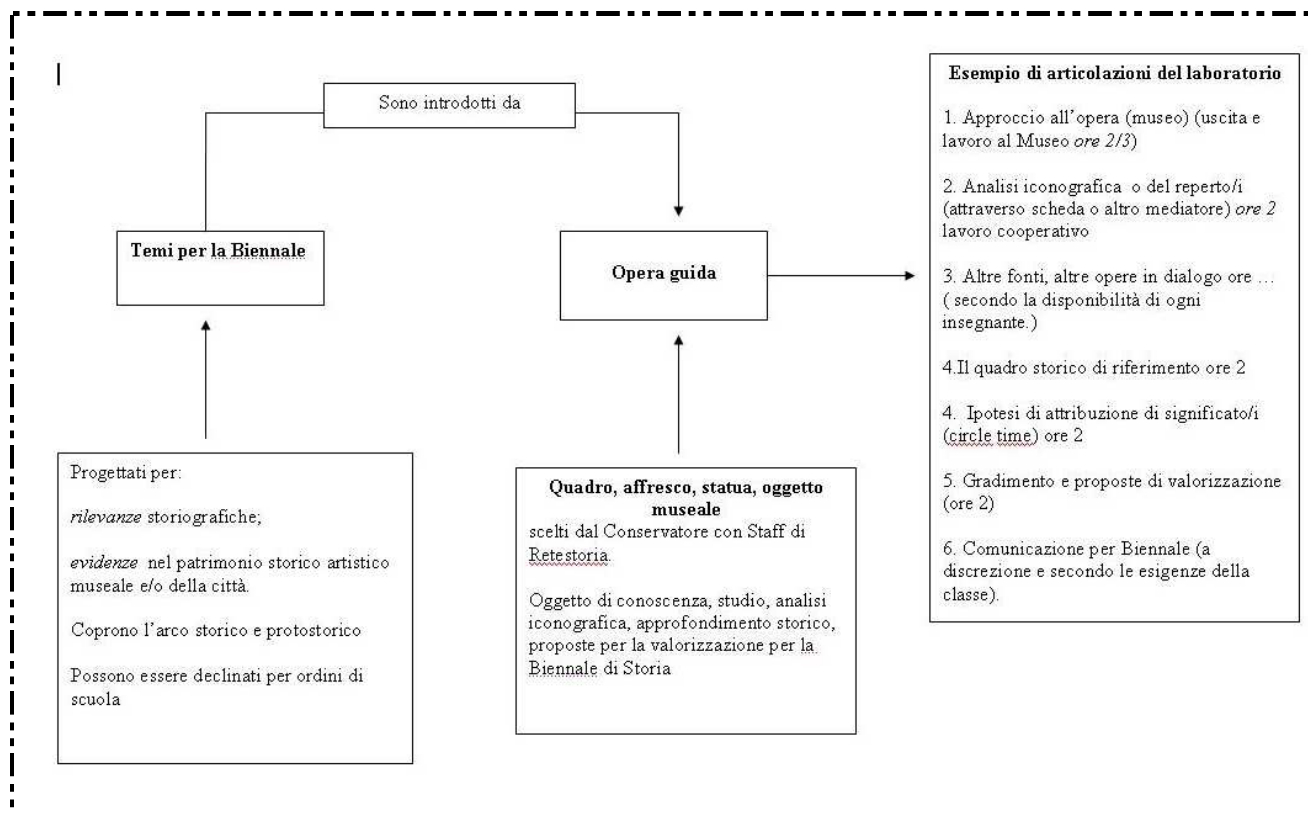 Sono introdotti da
Temi per la Biennale
Opera guida
Progettati per:
rilevanze storiografiche;
evidenze nel patrimonio storico artistico
museale e/o della città.
Coprono l'arco storico e protostorico
Possono essere declinati per ordini di
scuola
Quadro, affresco, statua, oggetto
museale
scelti dal Conservatore con Staff di
Retestoria.
Oggetto di conoscenza, studio, analisi
iconografica, approfondimento storico,
proposte per la valorizzazione per la
Biennale di Storia
Esempio di articolazioni del laboratorio
1. Approccio all'opera (museo) (uscita e
lavoro al Museo ore 2/3)
2. Analisi iconografica o del reperto/i
(attraverso scheda o altro mediatore) ore 2
lavoro cooperativo
3. Altre fonti, altre opere in dialogo ore …
( secondo la disponibilità di ogni
insegnante.)
4.Il quadro storico di riferimento ore 2
4. Ipotesi di attribuzione di significato/i
(circle time) ore 2
5. Gradimento e proposte di valorizzazione
(ore 2)
6. Comunicazione per Biennale (a
discrezione e secondo le esigenze della
classe).